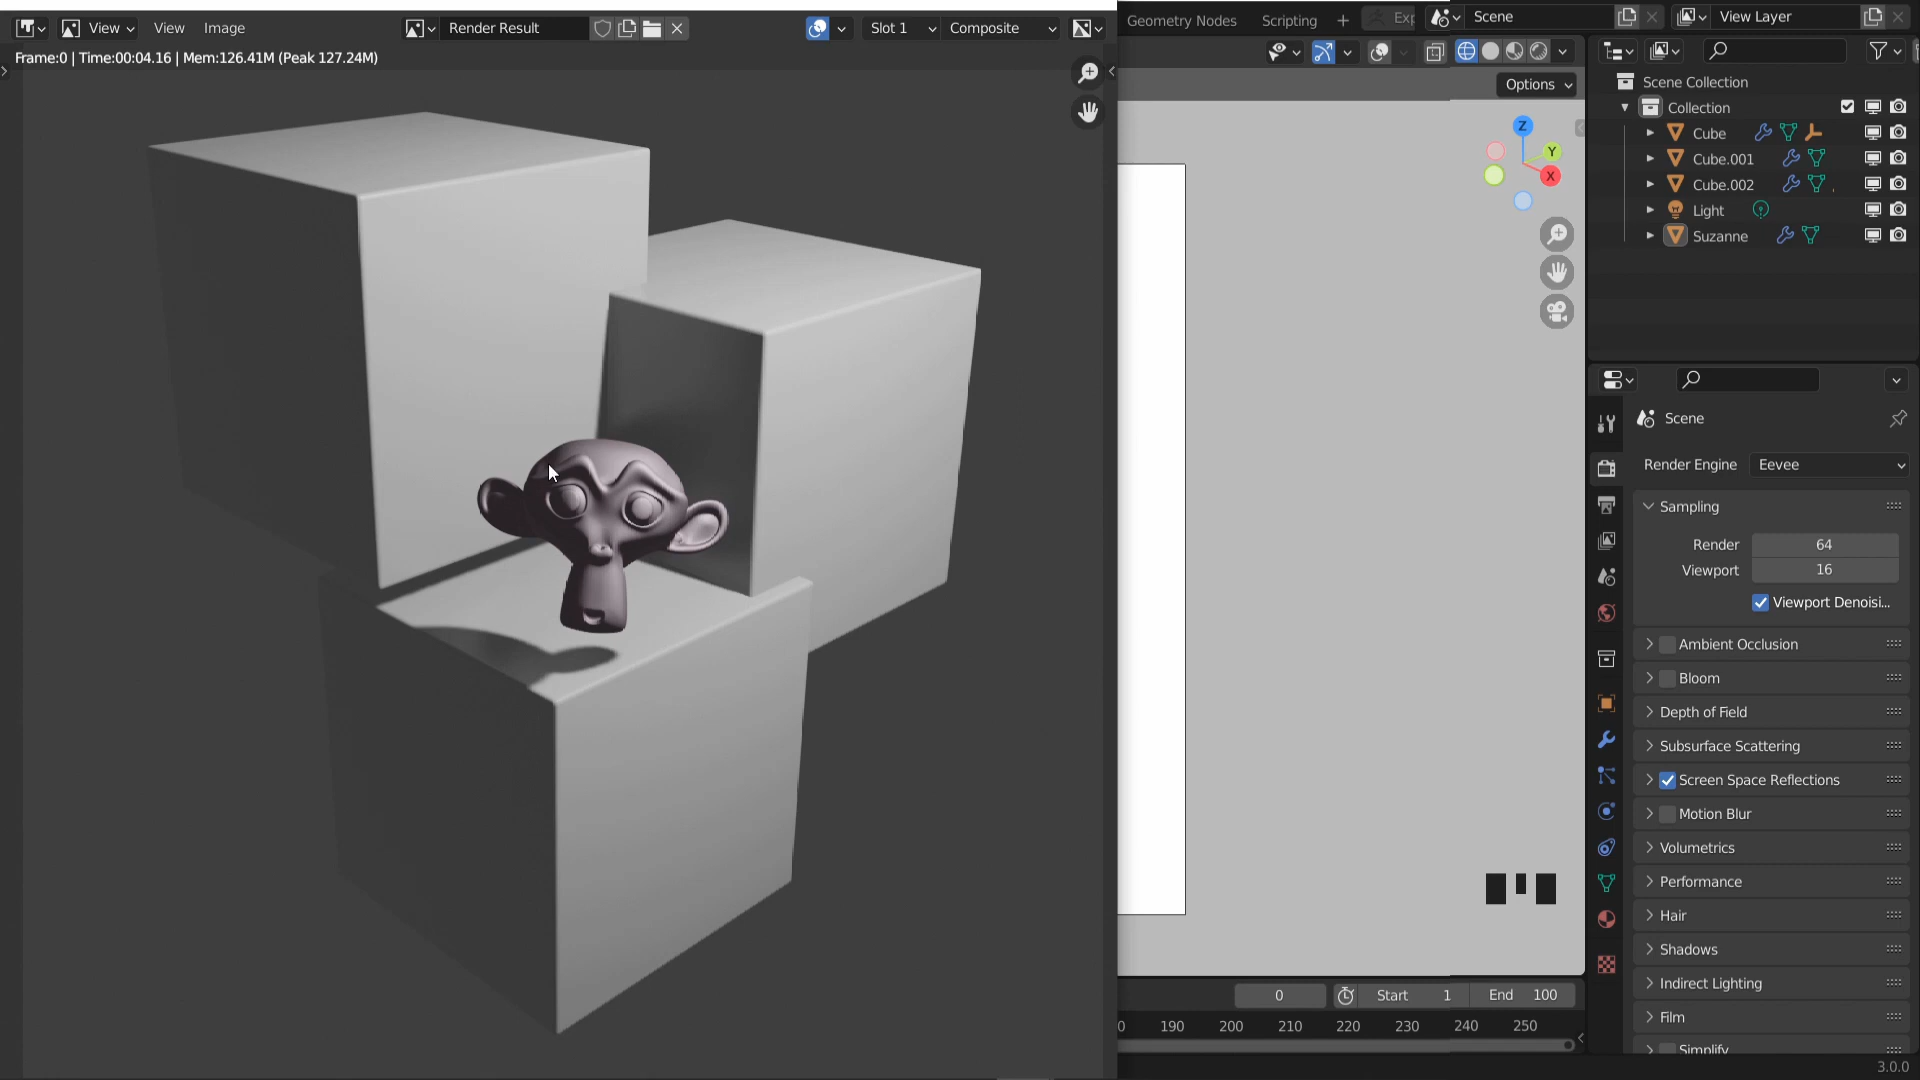 View View Image Render Result Slot 1 Composite
Frame:0 | Time:00:04.16 | Mem:126.41M (Peak 127.24M)
Geometry Nodes Scripting + Exp Scene View Layer
Options
Z
Y
X
Scene Collection
Collection
Cube
Cube.001
Cube.002
Light
Suzanne
Scene
Render Engine Eevee
Sampling
Render 64
Viewport 16
Viewport Denoisi...
Ambient Occlusion
Bloom
Depth of Field
Subsurface Scattering
Screen Space Reflections
Motion Blur
Volumetrics
Performance
Hair
Shadows
Indirect Lighting
Film
Simplify
0 Start 1 End 100
0 190 200 210 220 230 240 250
3.0.0